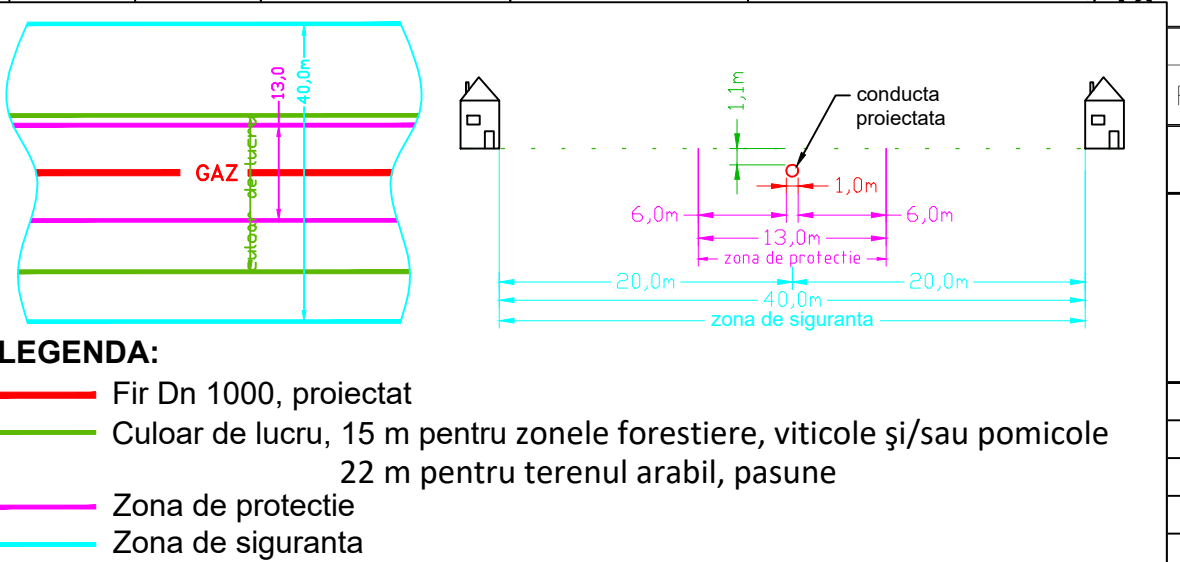 13,0
40,0m
GAZ
culoar de lucru
1,1m
conducta
proiectata
1,0m
6,0m
6,0m
13,0m
zona de protectie
20,0m
20,0m
40,0m
zona de siguranta
LEGENDA:
Fir Dn 1000, proiectat
Culoar de lucru, 15 m pentru zonele forestiere, viticole şi/sau pomicole
22 m pentru terenul arabil, pasune
Zona de protectie
Zona de siguranta